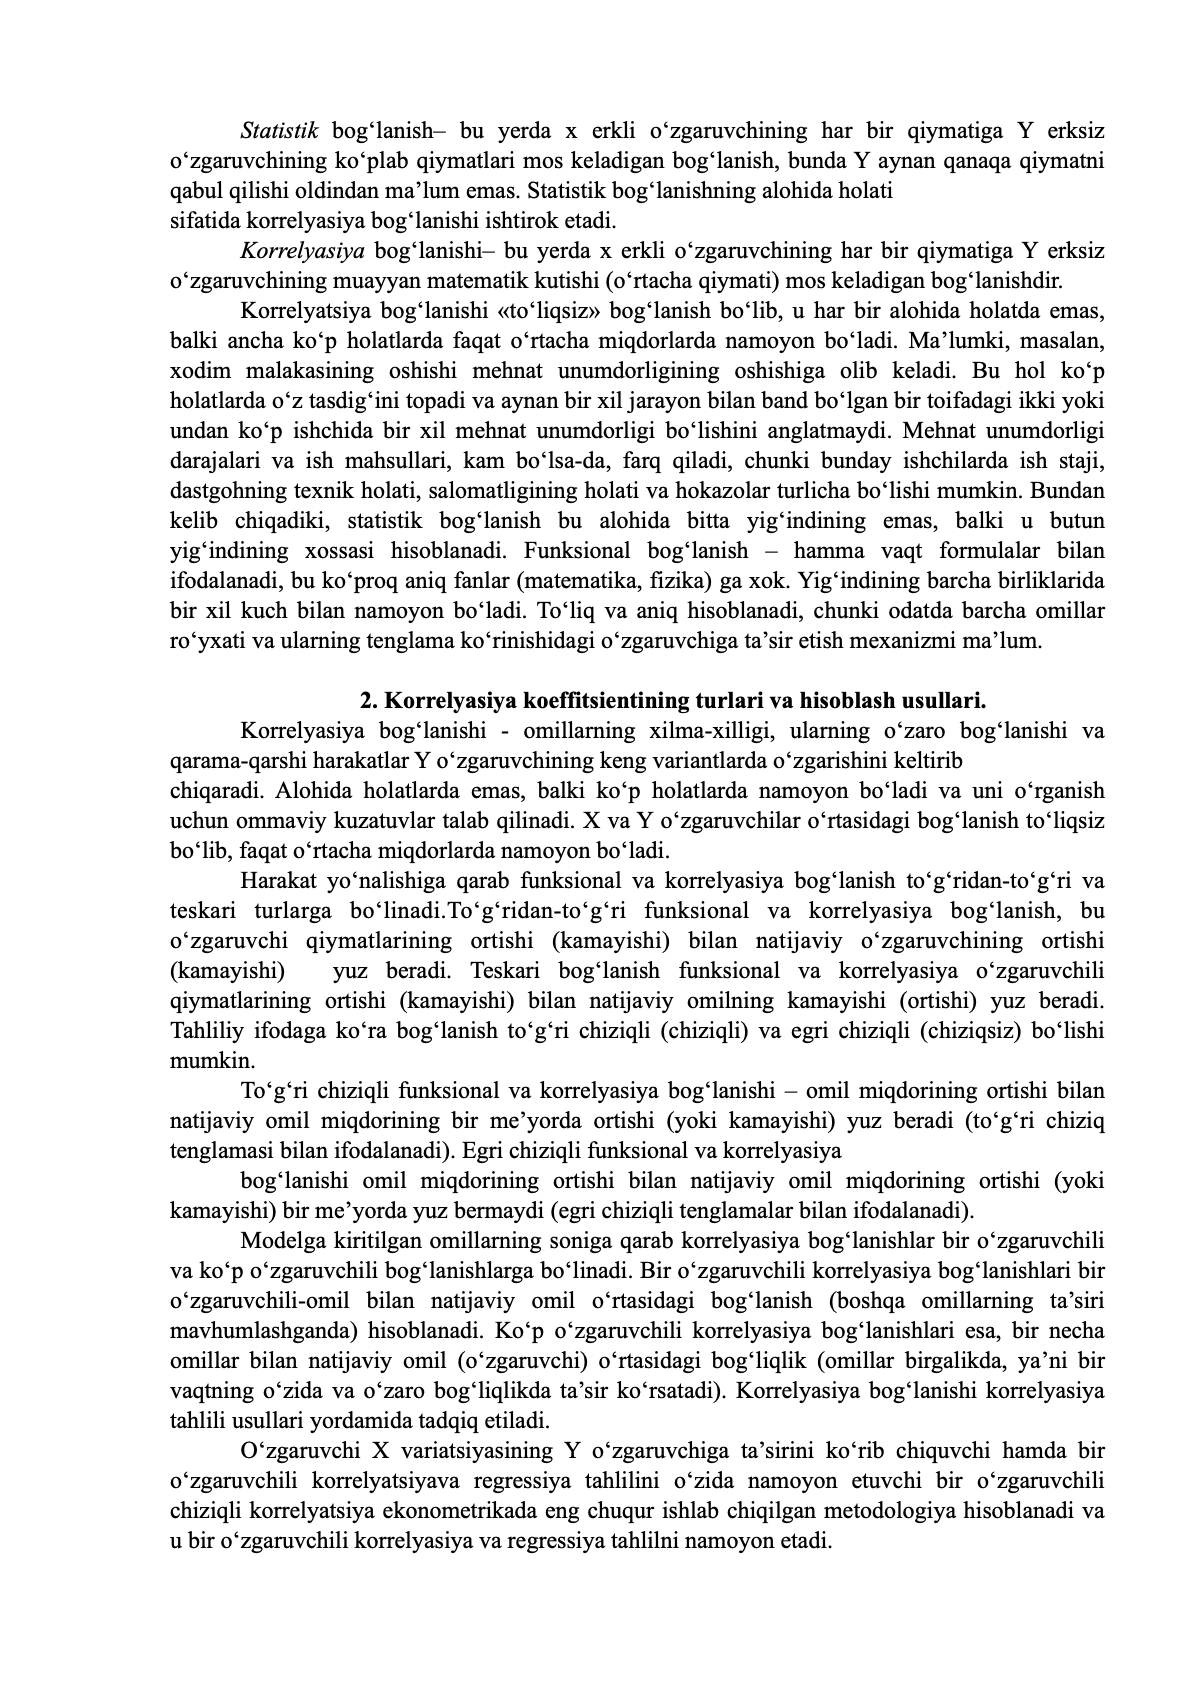 Statistik bog‘lanish– bu yerda x erkli o‘zgaruvchining har bir qiymatiga Y erksiz
o‘zgaruvchining ko‘plab qiymatlari mos keladigan bog‘lanish, bunda Y aynan qanaqa qiymatni
qabul qilishi oldindan ma’lum emas. Statistik bog‘lanishning alohida holati
sifatida korrelyasiya bog‘lanishi ishtirok etadi.
Korrelyasiya bog‘lanishi– bu yerda x erkli o‘zgaruvchining har bir qiymatiga Y erksiz
o‘zgaruvchining muayyan matematik kutishi (o‘rtacha qiymati) mos keladigan bog‘lanishdir.
Korrelyatsiya bog‘lanishi «to‘liqsiz» bog‘lanish bo‘lib, u har bir alohida holatda emas,
balki ancha ko‘p holatlarda faqat o‘rtacha miqdorlarda namoyon bo‘ladi. Ma’lumki, masalan,
xodim malakasining oshishi mehnat unumdorligining oshishiga olib keladi. Bu hol ko‘p
holatlarda o‘z tasdig‘ini topadi va aynan bir xil jarayon bilan band bo‘lgan bir toifadagi ikki yoki
undan ko‘p ishchida bir xil mehnat unumdorligi bo‘lishini anglatmaydi. Mehnat unumdorligi
darajalari va ish mahsullari, kam bo‘lsa-da, farq qiladi, chunki bunday ishchilarda ish staji,
dastgohning texnik holati, salomatligining holati va hokazolar turlicha bo‘lishi mumkin. Bundan
kelib chiqadiki, statistik bog‘lanish bu alohida bitta yig‘indining emas, balki u butun
yig‘indining xossasi hisoblanadi. Funksional bog‘lanish – hamma vaqt formulalar bilan
ifodalanadi, bu ko‘proq aniq fanlar (matematika, fizika) ga xok. Yig‘indining barcha birliklarida
bir xil kuch bilan namoyon bo‘ladi. To‘liq va aniq hisoblanadi, chunki odatda barcha omillar
ro‘yxati va ularning tenglama ko‘rinishidagi o‘zgaruvchiga ta’sir etish mexanizmi ma’lum.
2. Korrelyasiya koeffitsientining turlari va hisoblash usullari.
Korrelyasiya bog‘lanishi - omillarning xilma-xilligi, ularning o‘zaro bog‘lanishi va
qarama-qarshi harakatlar Y o‘zgaruvchining keng variantlarda o‘zgarishini keltirib
chiqaradi. Alohida holatlarda emas, balki ko‘p holatlarda namoyon bo‘ladi va uni o‘rganish
uchun ommaviy kuzatuvlar talab qilinadi. X va Y o‘zgaruvchilar o‘rtasidagi bog‘lanish to‘liqsiz
bo‘lib, faqat o‘rtacha miqdorlarda namoyon bo‘ladi.
Harakat yo‘nalishiga qarab funksional va korrelyasiya bog‘lanish to‘g‘ridan-to‘g‘ri va
teskari turlarga bo‘linadi.To‘g‘ridan-to‘g‘ri funksional va korrelyasiya bog‘lanish, bu
o‘zgaruvchi qiymatlarining ortishi (kamayishi) bilan natijaviy o‘zgaruvchining ortishi
(kamayishi) yuz beradi. Teskari bog‘lanish funksional va korrelyasiya o‘zgaruvchili
qiymatlarining ortishi (kamayishi) bilan natijaviy omilning kamayishi (ortishi) yuz beradi.
Tahliliy ifodaga ko‘ra bog‘lanish to‘g‘ri chiziqli (chiziqli) va egri chiziqli (chiziqsiz) bo‘lishi
mumkin.
To‘g‘ri chiziqli funksional va korrelyasiya bog‘lanishi – omil miqdorining ortishi bilan
natijaviy omil miqdorining bir me’yorda ortishi (yoki kamayishi) yuz beradi (to‘g‘ri chiziq
tenglamasi bilan ifodalanadi). Egri chiziqli funksional va korrelyasiya
bog‘lanishi omil miqdorining ortishi bilan natijaviy omil miqdorining ortishi (yoki
kamayishi) bir me’yorda yuz bermaydi (egri chiziqli tenglamalar bilan ifodalanadi).
Modelga kiritilgan omillarning soniga qarab korrelyasiya bog‘lanishlar bir o‘zgaruvchili
va ko‘p o‘zgaruvchili bog‘lanishlarga bo‘linadi. Bir o‘zgaruvchili korrelyasiya bog‘lanishlari bir
o‘zgaruvchili-omil bilan natijaviy omil o‘rtasidagi bog‘lanish (boshqa omillarning ta’siri
mavhumlashganda) hisoblanadi. Ko‘p o‘zgaruvchili korrelyasiya bog‘lanishlari esa, bir necha
omillar bilan natijaviy omil (o‘zgaruvchi) o‘rtasidagi bog‘liqlik (omillar birgalikda, ya’ni bir
vaqtning o‘zida va o‘zaro bog‘liqlikda ta’sir ko‘rsatadi). Korrelyasiya bog‘lanishi korrelyasiya
tahlili usullari yordamida tadqiq etiladi.
O‘zgaruvchi X variatsiyasining Y o‘zgaruvchiga ta’sirini ko‘rib chiquvchi hamda bir
o‘zgaruvchili korrelyatsiyava regressiya tahlilini o‘zida namoyon etuvchi bir o‘zgaruvchili
chiziqli korrelyatsiya ekonometrikada eng chuqur ishlab chiqilgan metodologiya hisoblanadi va
u bir o‘zgaruvchili korrelyasiya va regressiya tahlilni namoyon etadi.